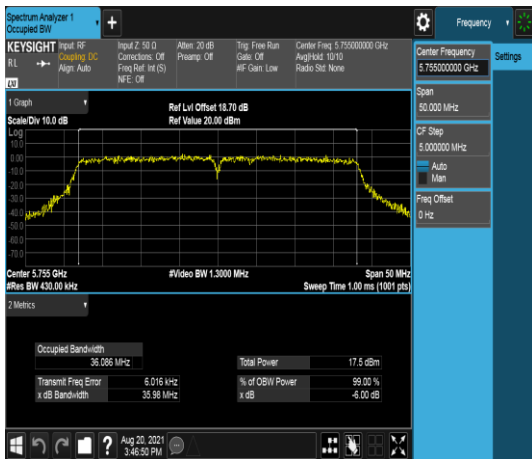 Spectrum Analyzer 1
Occupied BW
Frequency
KEYSIGHT
Input: RF
Coupling: DC
Align: Auto
Input Z: 50 Ω
Corrections: Off
Freq Ref: Int (S)
NFE: Off
Atten: 20 dB
Preamp: Off
Trig: Free Run
Gate: Off
#IF Gain: Low
Center Freq: 5.755000000 GHz
Avg|Hold: 10/10
Radio Std: None
RL
LXI
Center Frequency
5.755000000 GHz
Settings
Span
50.000 MHz
CF Step
5.000000 MHz
Auto
Man
Freq Offset
0 Hz
1 Graph
Scale/Div 10.0 dB
Ref Lvl Offset 18.70 dB
Ref Value 20.00 dBm
Log
10.0
0.00
-10.0
-20.0
-30.0
-40.0
-50.0
-60.0
-70.0
Center 5.755 GHz
#Res BW 430.00 kHz
#Video BW 1.3000 MHz
Span 50 MHz
Sweep Time 1.00 ms (1001 pts)
2 Metrics
Occupied Bandwidth
36.086 MHz
Total Power 17.5 dBm
Transmit Freq Error 6.016 kHz
% of OBW Power 99.00 %
x dB Bandwidth 35.98 MHz
x dB -6.00 dB
Aug 20, 2021
3:46:50 PM